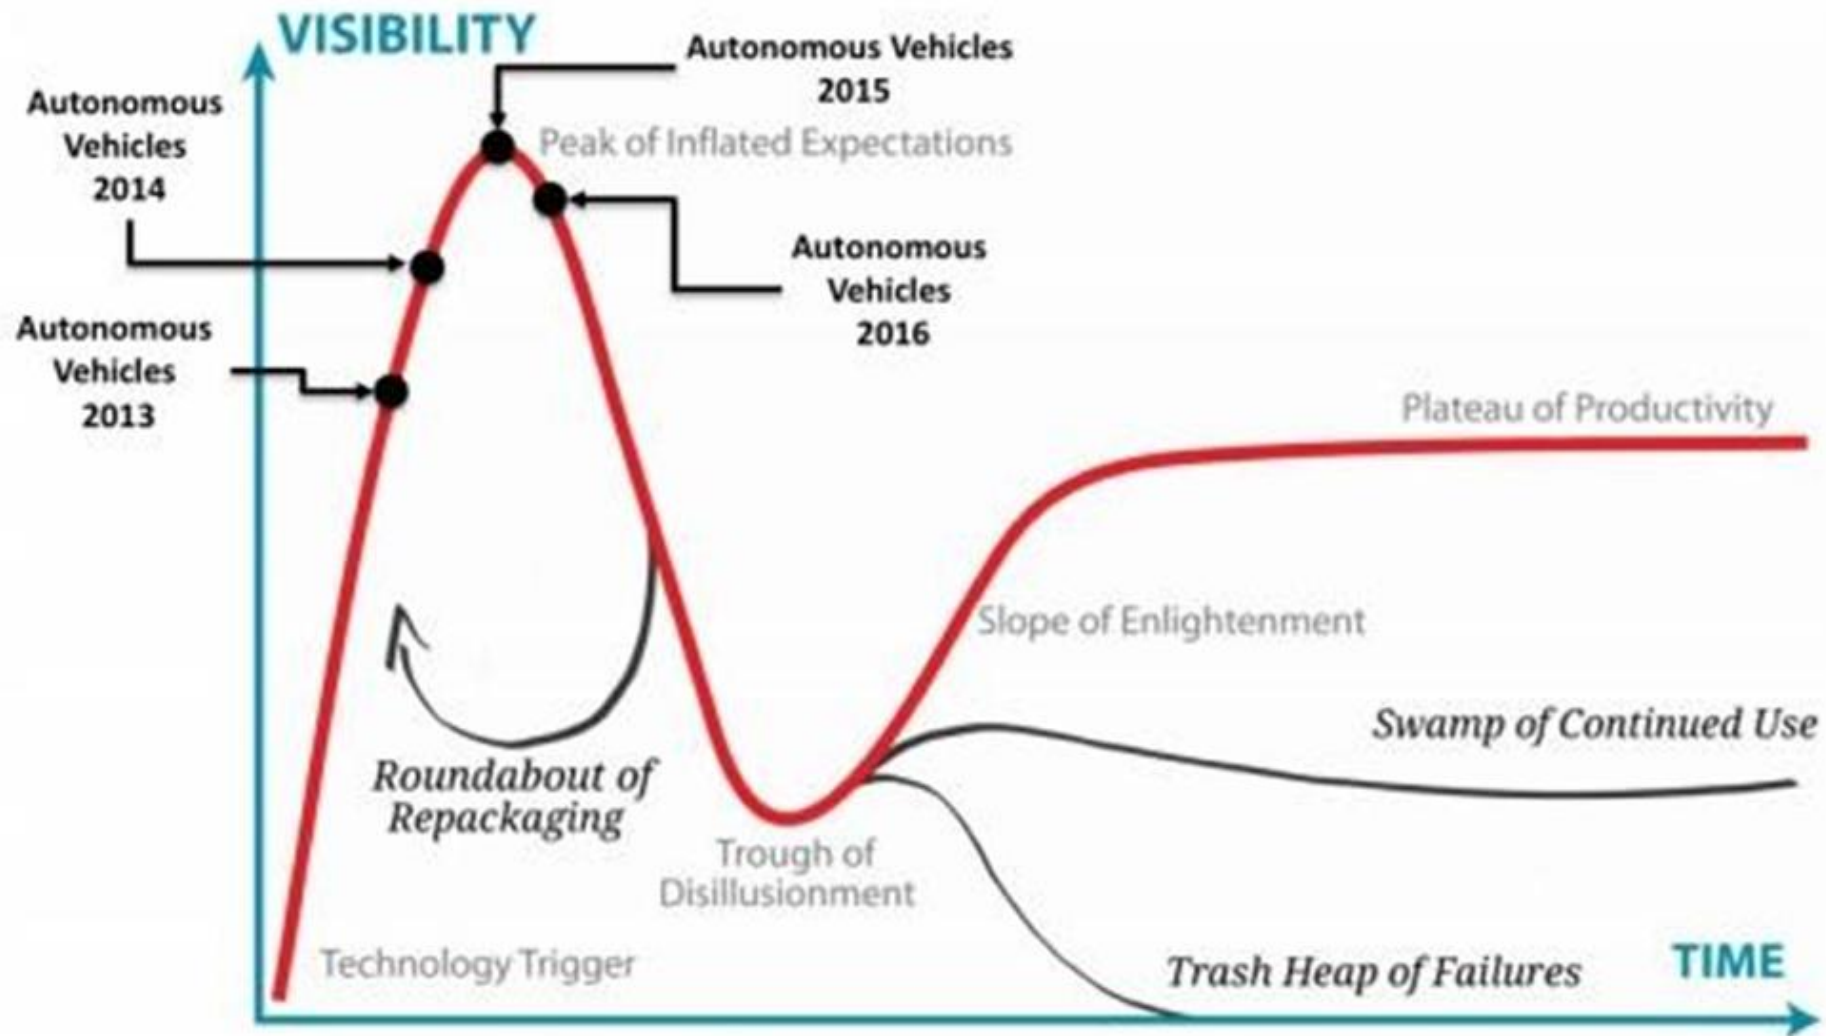 VISIBILITY
Autonomous Vehicles
2015
Autonomous
Vehicles
2014
Peak of Inflated Expectations
Autonomous
Vehicles
2016
Autonomous
Vehicles
2013
Plateau of Productivity
Slope of Enlightenment
Swamp of Continued Use
Roundabout of
Repackaging
Trough of
Disillusionment
Technology Trigger
Trash Heap of Failures
TIME